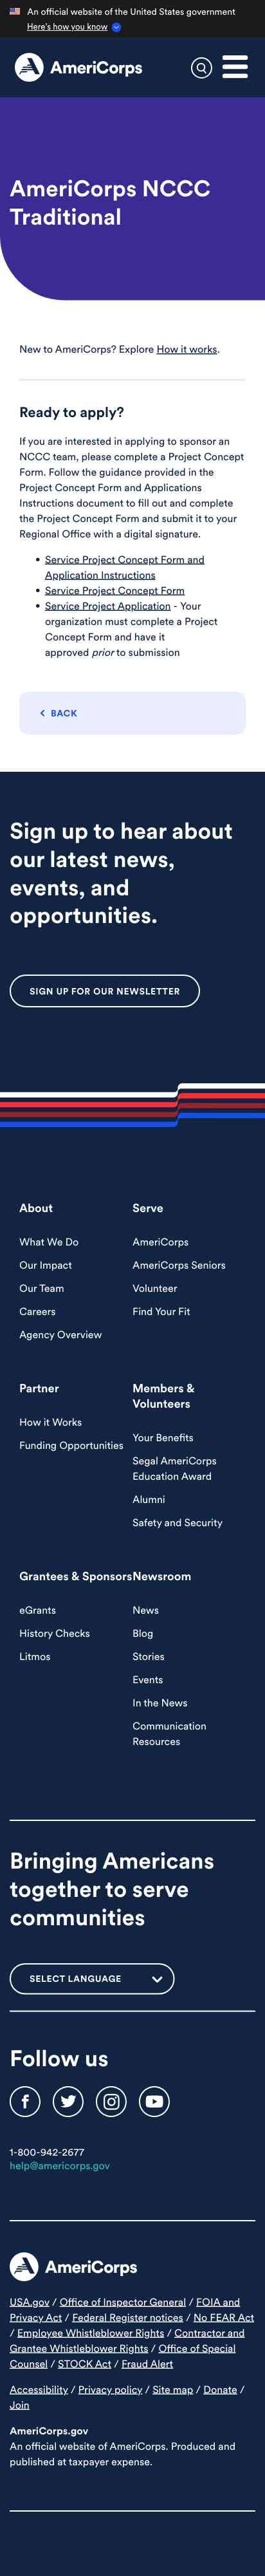 An official website of the United States government
Here's how you know
AmeriCorps
AmeriCorps NCCC
Traditional
New to AmeriCorps? Explore How it works.
Ready to apply?
If you are interested in applying to sponsor an
NCCC team, please complete a Project Concept
Form. Follow the guidance provided in the
Project Concept Form and Applications
Instructions document to fill out and complete
the Project Concept Form and submit it to your
Regional Office with a digital signature.
• Service Project Concept Form and
Application Instructions
• Service Project Concept Form
• Service Project Application - Your
organization must complete a Project
Concept Form and have it
approved prior to submission
BACK
Sign up to hear about
our latest news,
events, and
opportunities.
SIGN UP FOR OUR NEWSLETTER
About
What We Do
Our Impact
Our Team
Careers
Agency Overview
Serve
AmeriCorps
AmeriCorps Seniors
Volunteer
Find Your Fit
Partner
How it Works
Funding Opportunities
Members &
Volunteers
Your Benefits
Segal AmeriCorps
Education Award
Alumni
Safety and Security
Grantees & Sponsors
eGrants
History Checks
Litmos
Newsroom
News
Blog
Stories
Events
In the News
Communication
Resources
Bringing Americans
together to serve
communities
SELECT LANGUAGE
Follow us
1-800-942-2677
help@americorps.gov
AmeriCorps
USA.gov / Office of Inspector General / FOIA and
Privacy Act / Federal Register notices / No FEAR Act
/ Employee Whistleblower Rights / Contractor and
Grantee Whistleblower Rights / Office of Special
Counsel / STOCK Act / Fraud Alert
Accessibility / Privacy policy / Site map / Donate /
Join
AmeriCorps.gov
An official website of AmeriCorps. Produced and
published at taxpayer expense.